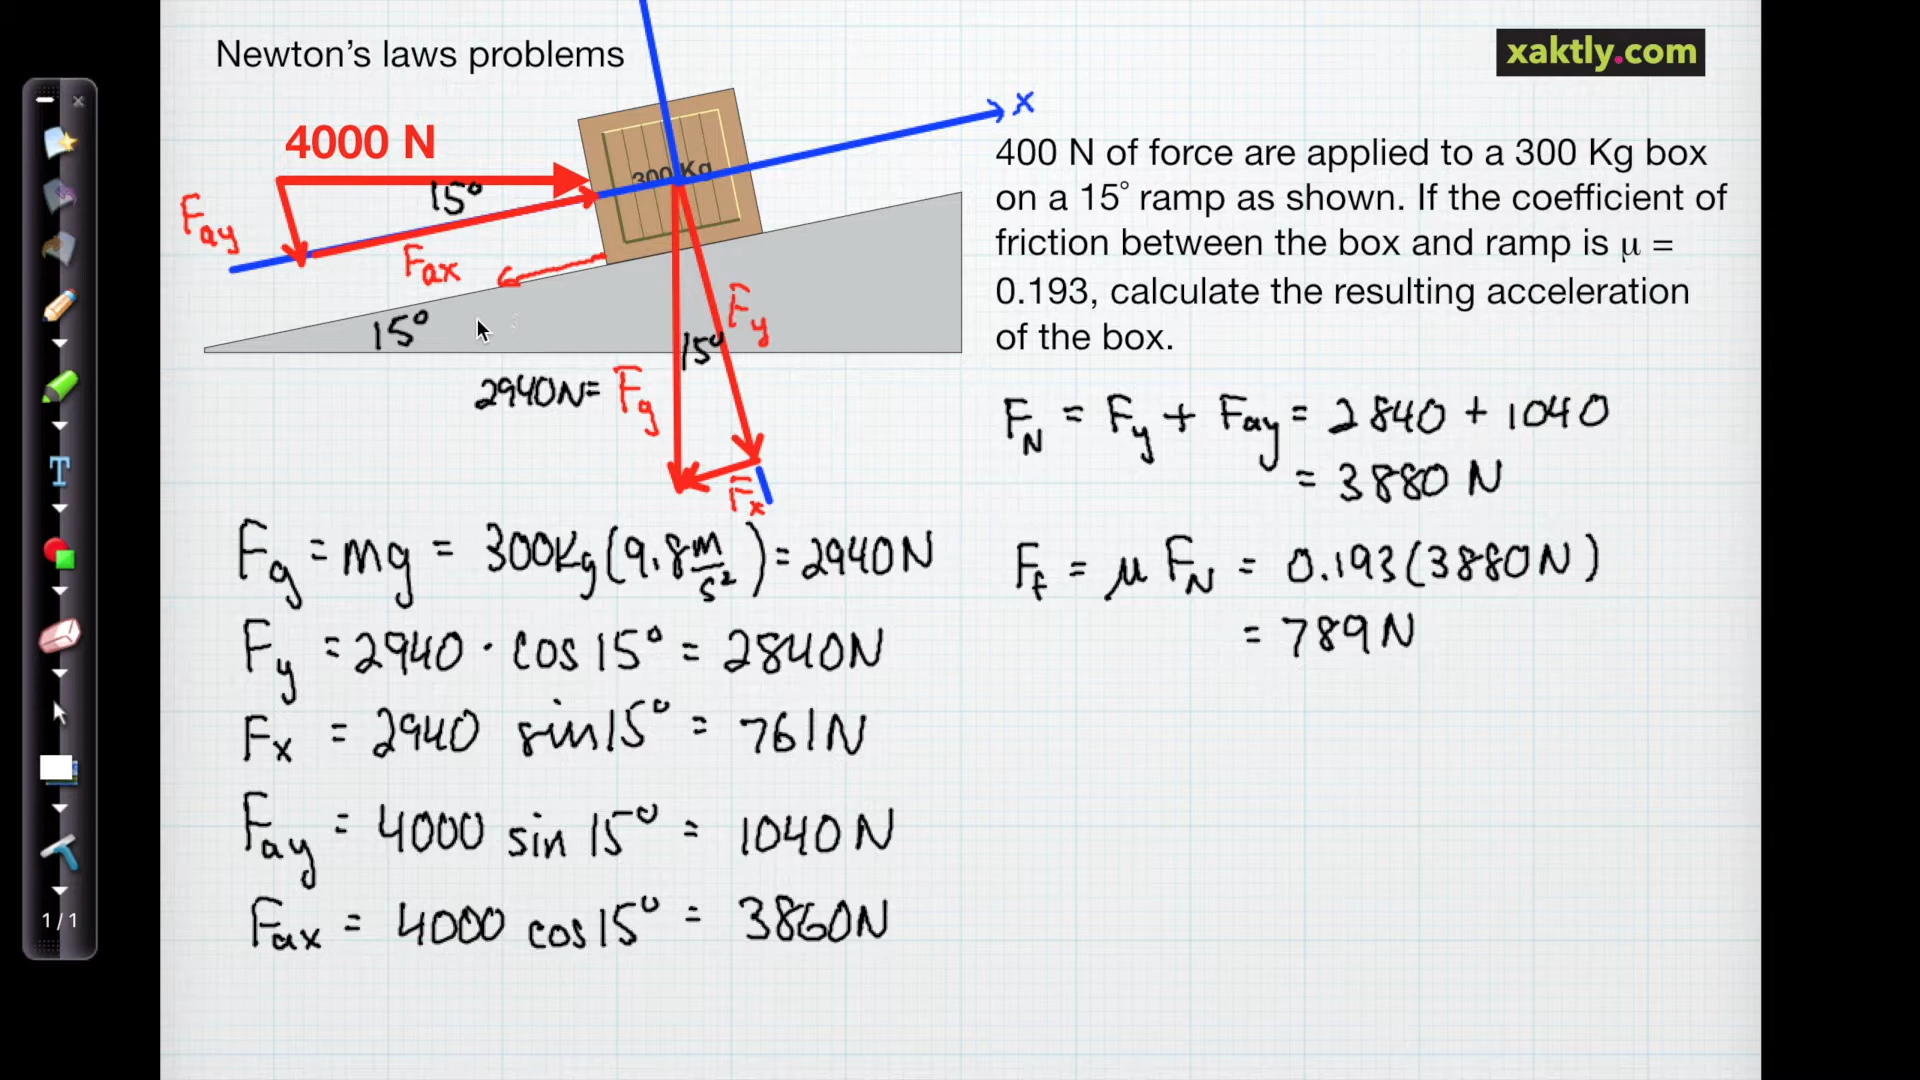 Newton's laws problems
xaktly.com
x
4000 N
300 Kg
15°
Fay
Fax
15°
Fy
15°
2940N = Fg
Fx
400 N of force are applied to a 300 Kg box
on a 15° ramp as shown. If the coefficient of
friction between the box and ramp is μ =
0.193, calculate the resulting acceleration
of the box.
Fg = mg = 300Kg (9.8 m/s²) = 2940N
Fy = 2940 · cos 15° = 2840N
Fx = 2940 sin 15° = 761N
Fay = 4000 sin 15° = 1040N
Fax = 4000 cos 15° = 3860N
FN = Fy + Fay = 2840 + 1040
= 3880 N
Ff = μ FN = 0.193(3880N)
= 789N
T
1/1